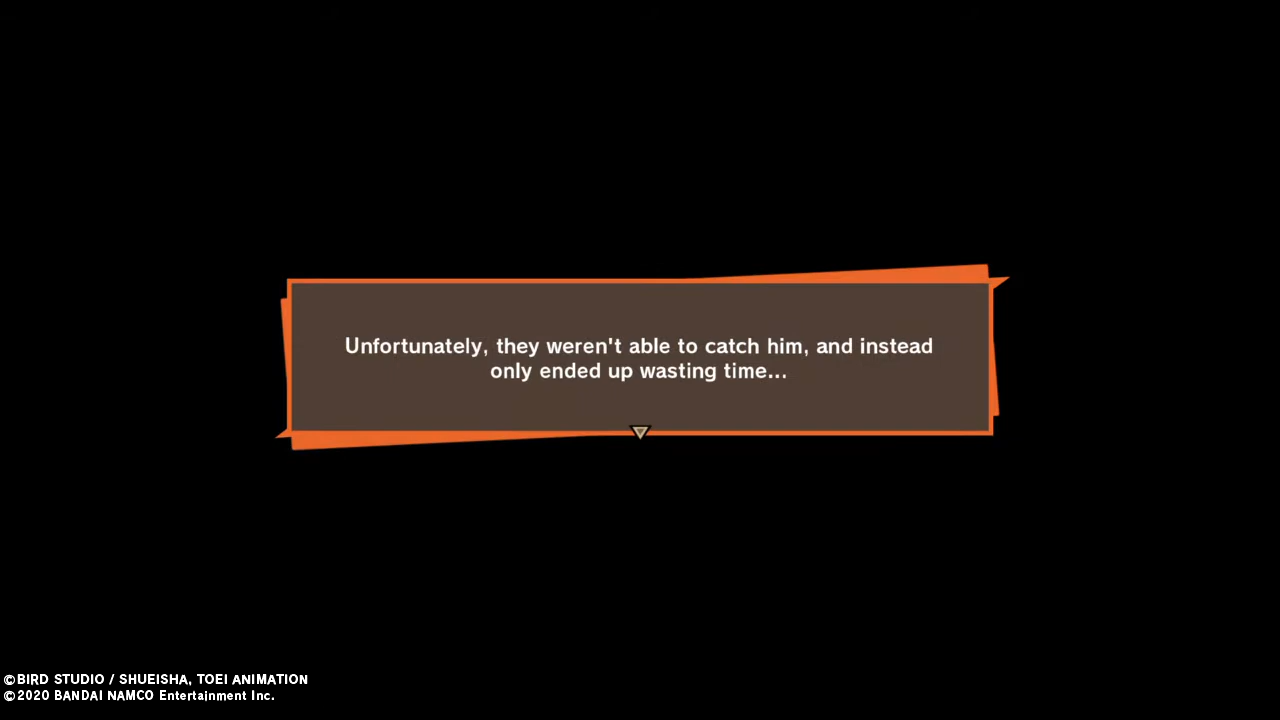 Unfortunately, they weren't able to catch him, and instead
only ended up wasting time...
©BIRD STUDIO / SHUEISHA, TOEI ANIMATION
©2020 BANDAI NAMCO Entertainment Inc.